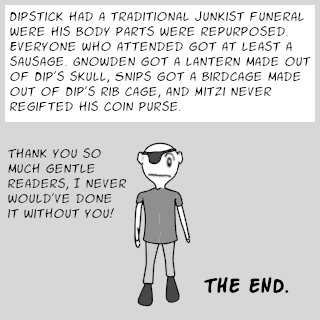 DIPSTICK HAD A TRADITIONAL JUNKIST FUNERAL
WERE HIS BODY PARTS WERE REPURPOSED.
EVERYONE WHO ATTENDED GOT AT LEAST A
SAUSAGE. GNOWDEN GOT A LANTERN MADE OUT
OF DIP'S SKULL, SNIPS GOT A BIRDCAGE MADE
OUT OF DIP'S RIB CAGE, AND MITZI NEVER
REGIFTED HIS COIN PURSE.
THANK YOU SO
MUCH GENTLE
READERS, I NEVER
WOULD'VE DONE
IT WITHOUT YOU!
THE END.